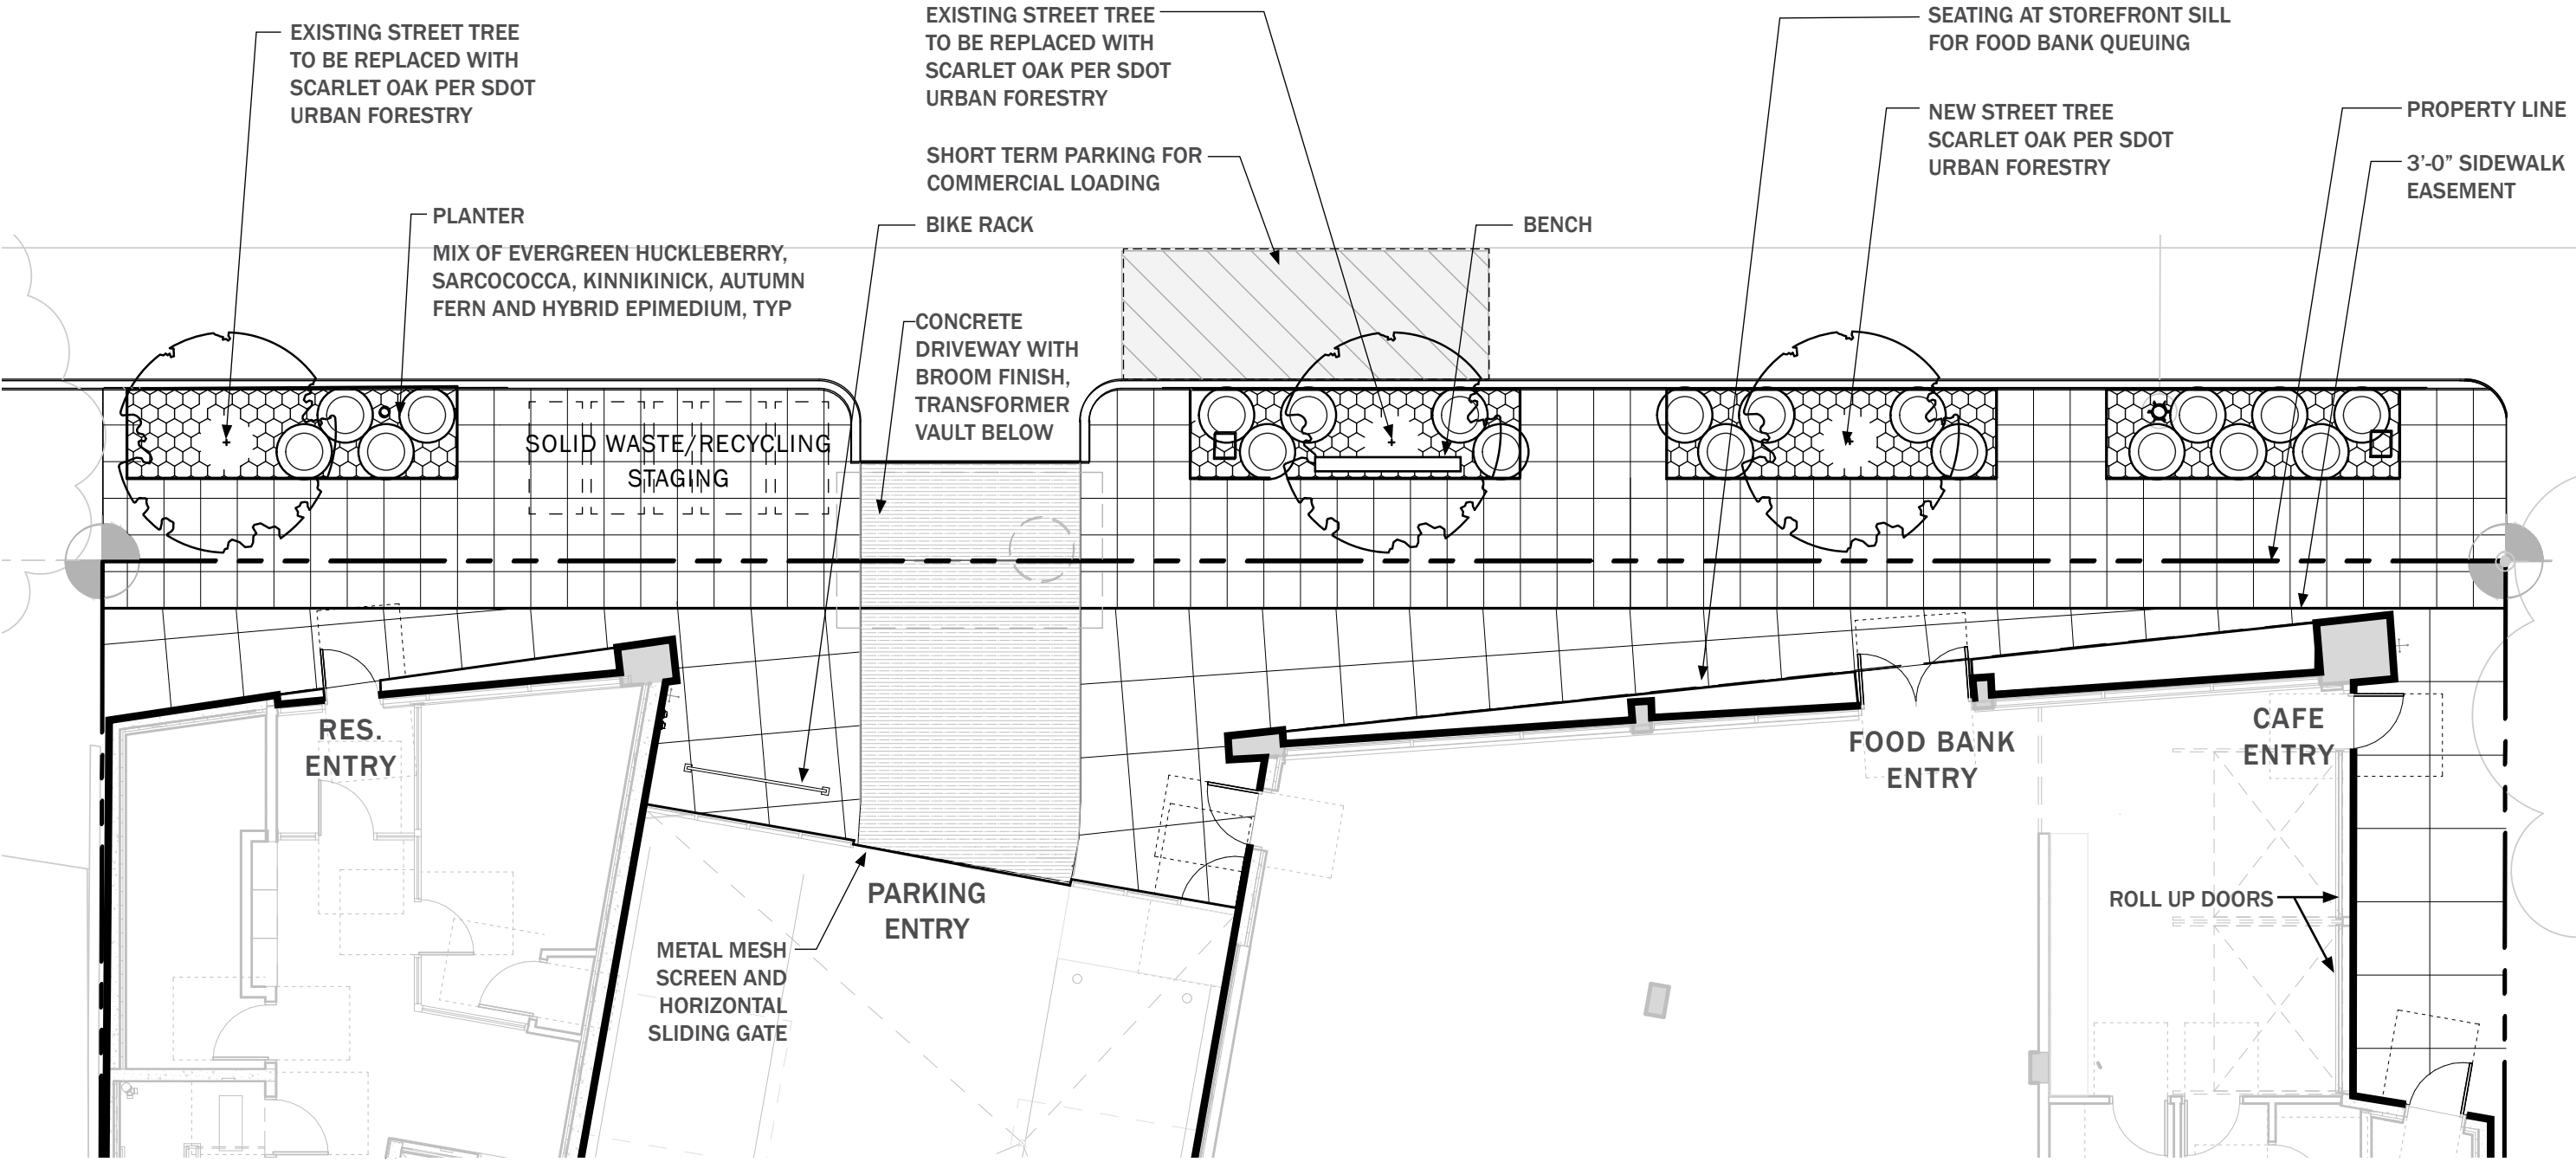 EXISTING STREET TREE
TO BE REPLACED WITH
SCARLET OAK PER SDOT
URBAN FORESTRY
EXISTING STREET TREE
TO BE REPLACED WITH
SCARLET OAK PER SDOT
URBAN FORESTRY
SEATING AT STOREFRONT SILL
FOR FOOD BANK QUEUING
NEW STREET TREE
SCARLET OAK PER SDOT
URBAN FORESTRY
PROPERTY LINE
3'-0" SIDEWALK
EASEMENT
SHORT TERM PARKING FOR
COMMERCIAL LOADING
PLANTER
MIX OF EVERGREEN HUCKLEBERRY,
SARCOCOCCA, KINNIKINICK, AUTUMN
FERN AND HYBRID EPIMEDIUM, TYP
BIKE RACK
BENCH
CONCRETE
DRIVEWAY WITH
BROOM FINISH,
TRANSFORMER
VAULT BELOW
SOLID WASTE/RECYCLING
STAGING
RES.
ENTRY
FOOD BANK
ENTRY
CAFE
ENTRY
PARKING
ENTRY
METAL MESH
SCREEN AND
HORIZONTAL
SLIDING GATE
ROLL UP DOORS